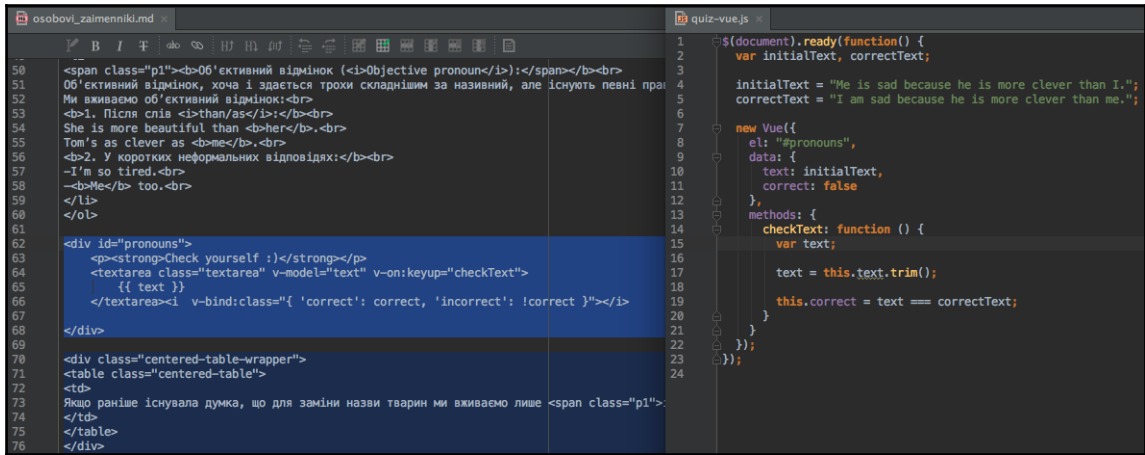 osobovi_zaimenniki.md ×
B I T abc H↑ H↓
50 <span class="p1"><b>Об'єктивний відмінок (<i>Objective pronoun</i>):</span></b><br>
51 Об'єктивний відмінок, хоча і здається трохи складнішим за називний, але існують певні
52 Ми вживаємо об’єктивний відмінок:<br>
53 <b>1. Після слів <i>than/as</i>:</b><br>
54 She is more beautiful than <b>her</b>.<br>
55 Tom’s as clever as <b>me</b>.<br>
56 <b>2. У коротких неформальних відповідях:</b><br>
57 –I’m so tired.<br>
58 –<b>Me</b> too.<br>
59 </li>
60 </ol>
61
62 <div id="pronouns">
63 <p><strong>Check yourself :)</strong></p>
64 <textarea class="textarea" v-model="text" v-on:keyup="checkText">
65 {{ text }}
66 </textarea><i  v-bind:class="{ 'correct': correct, 'incorrect': !correct }"></i>
67
68 </div>
69
70 <div class="centered-table-wrapper">
71 <table class="centered-table">
72 <td>
73 Якщо раніше існувала думка, що для заміни назви тварин ми вживаємо лише <span class="p1">
74 </td>
75 </table>
76 </div>
quiz-vue.js ×
1 $(document).ready(function() {
2 var initialText, correctText;
3
4 initialText = "Me is sad because he is more clever than I.";
5 correctText = "I am sad because he is more clever than me.";
6
7 new Vue({
8 el: "#pronouns",
9 data: {
10 text: initialText,
11 correct: false
12 },
13 methods: {
14 checkText: function () {
15 var text;
16
17 text = this.text.trim();
18
19 this.correct = text === correctText;
20 }
21 }
22 });
23 });
24